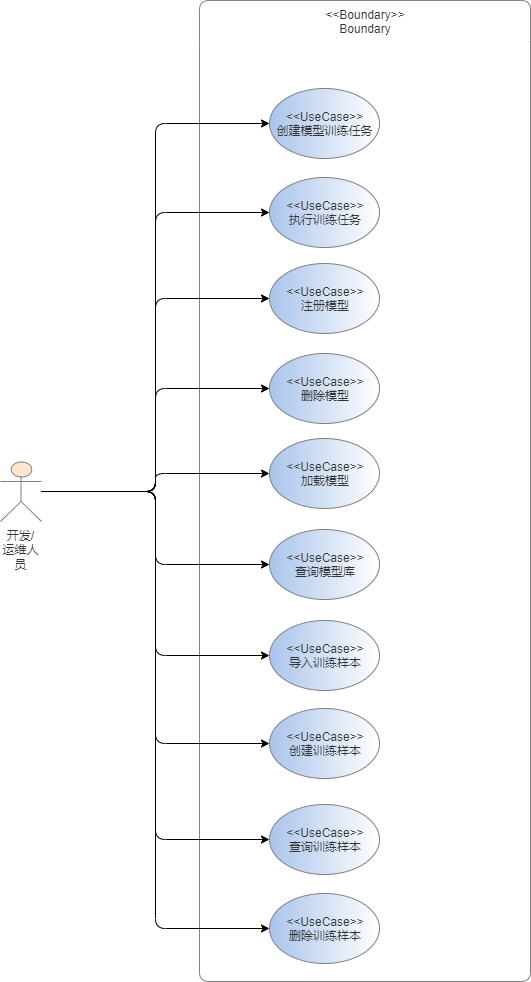 <<Boundary>>
Boundary
<<UseCase>>
创建模型训练任务
<<UseCase>>
执行训练任务
<<UseCase>>
注册模型
<<UseCase>>
删除模型
<<UseCase>>
加载模型
开发/
运维人
员
<<UseCase>>
查询模型库
<<UseCase>>
导入训练样本
<<UseCase>>
创建训练样本
<<UseCase>>
查询训练样本
<<UseCase>>
删除训练样本